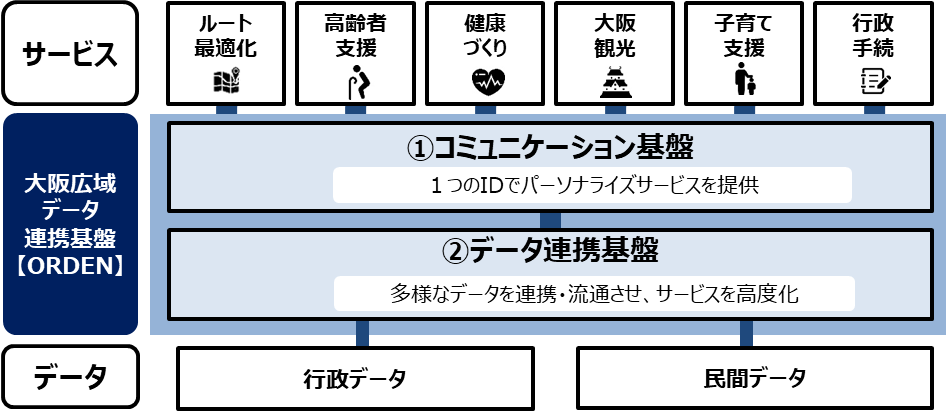 サービス
ルート
最適化
高齢者
支援
健康
づくり
大阪
観光
子育て
支援
行政
手続
大阪広域
データ
連携基盤
【ORDEN】
①コミュニケーション基盤
１つのIDでパーソナライズサービスを提供
②データ連携基盤
多様なデータを連携・流通させ、サービスを高度化
データ
行政データ
民間データ